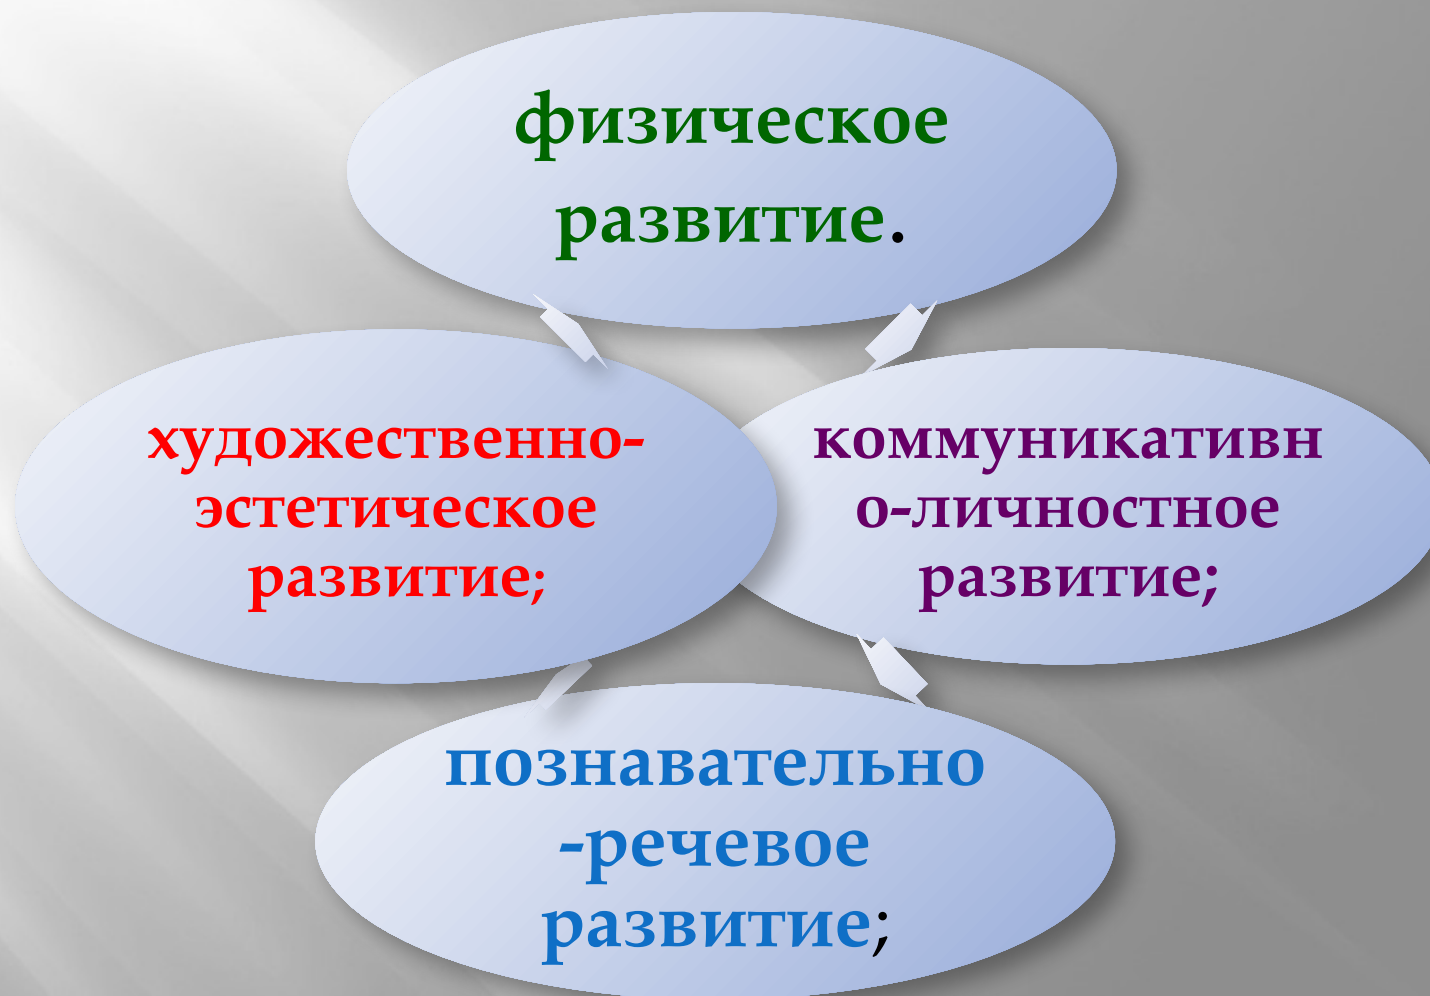 физическое
развитие.
художественно-
эстетическое
развитие;
коммуникативн
о-личностное
развитие;
познавательно
-речевое
развитие;